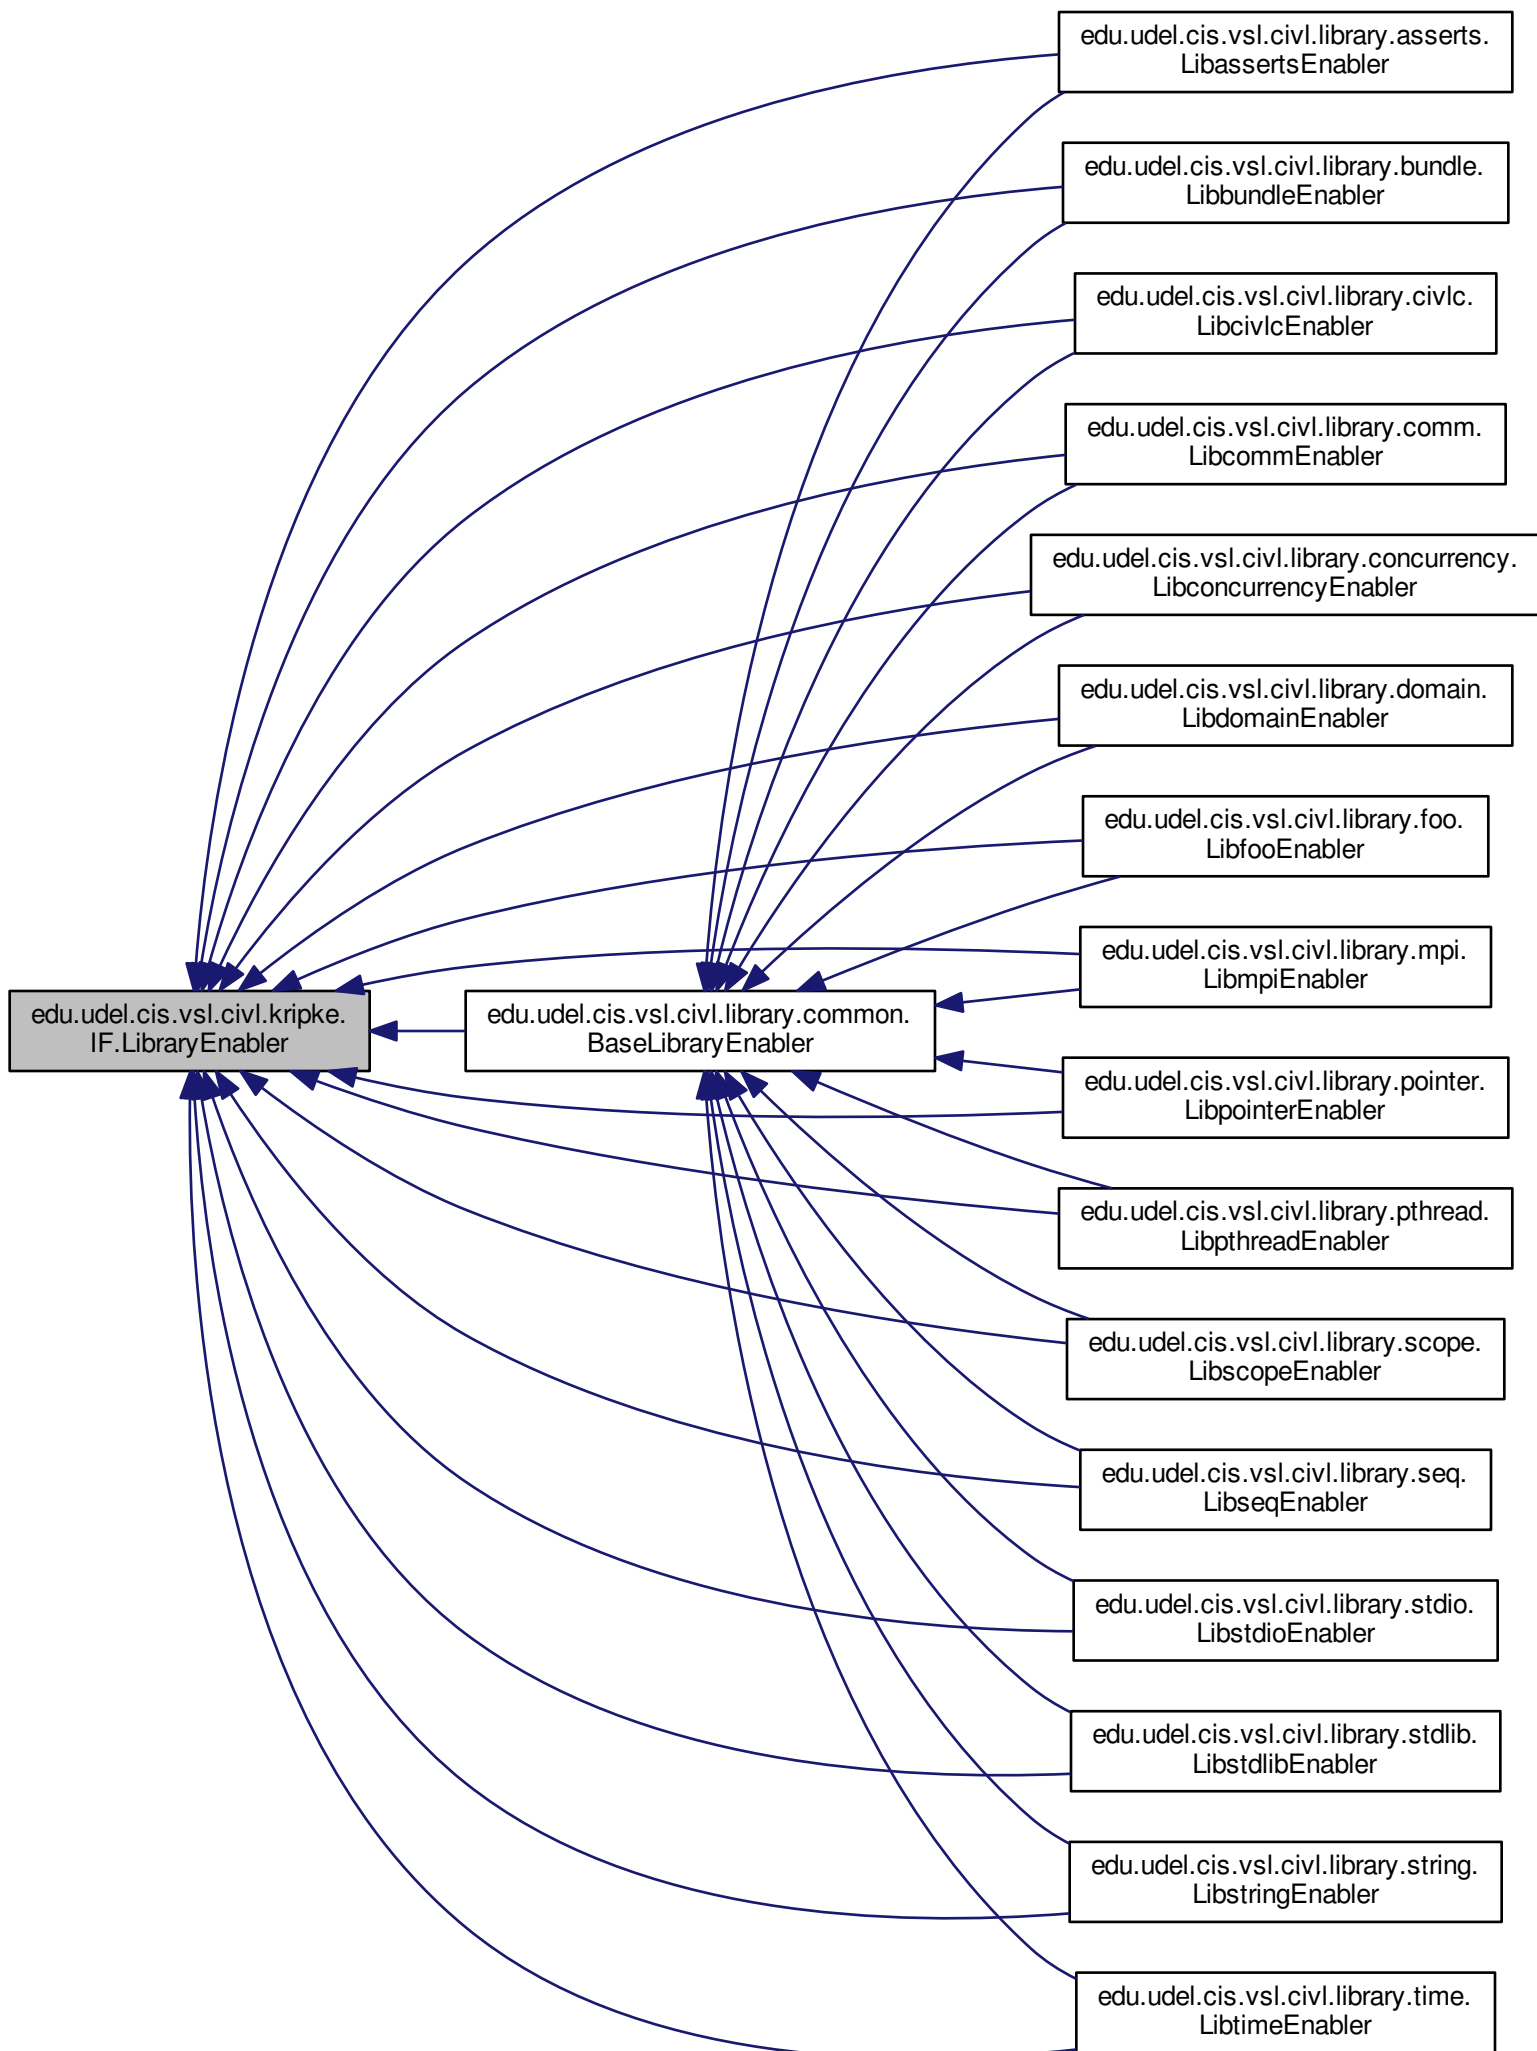 edu.udel.cis.vsl.civl.library.asserts.
LibassertsEnabler
edu.udel.cis.vsl.civl.library.bundle.
LibbundleEnabler
edu.udel.cis.vsl.civl.library.civlc.
LibcivlcEnabler
edu.udel.cis.vsl.civl.library.comm.
LibcommEnabler
edu.udel.cis.vsl.civl.library.concurrency.
LibconcurrencyEnabler
edu.udel.cis.vsl.civl.library.domain.
LibdomainEnabler
edu.udel.cis.vsl.civl.library.foo.
LibfooEnabler
edu.udel.cis.vsl.civl.library.mpi.
LibmpiEnabler
edu.udel.cis.vsl.civl.kripke.
IF.LibraryEnabler
edu.udel.cis.vsl.civl.library.common.
BaseLibraryEnabler
edu.udel.cis.vsl.civl.library.pointer.
LibpointerEnabler
edu.udel.cis.vsl.civl.library.pthread.
LibpthreadEnabler
edu.udel.cis.vsl.civl.library.scope.
LibscopeEnabler
edu.udel.cis.vsl.civl.library.seq.
LibseqEnabler
edu.udel.cis.vsl.civl.library.stdio.
LibstdioEnabler
edu.udel.cis.vsl.civl.library.stdlib.
LibstdlibEnabler
edu.udel.cis.vsl.civl.library.string.
LibstringEnabler
edu.udel.cis.vsl.civl.library.time.
LibtimeEnabler